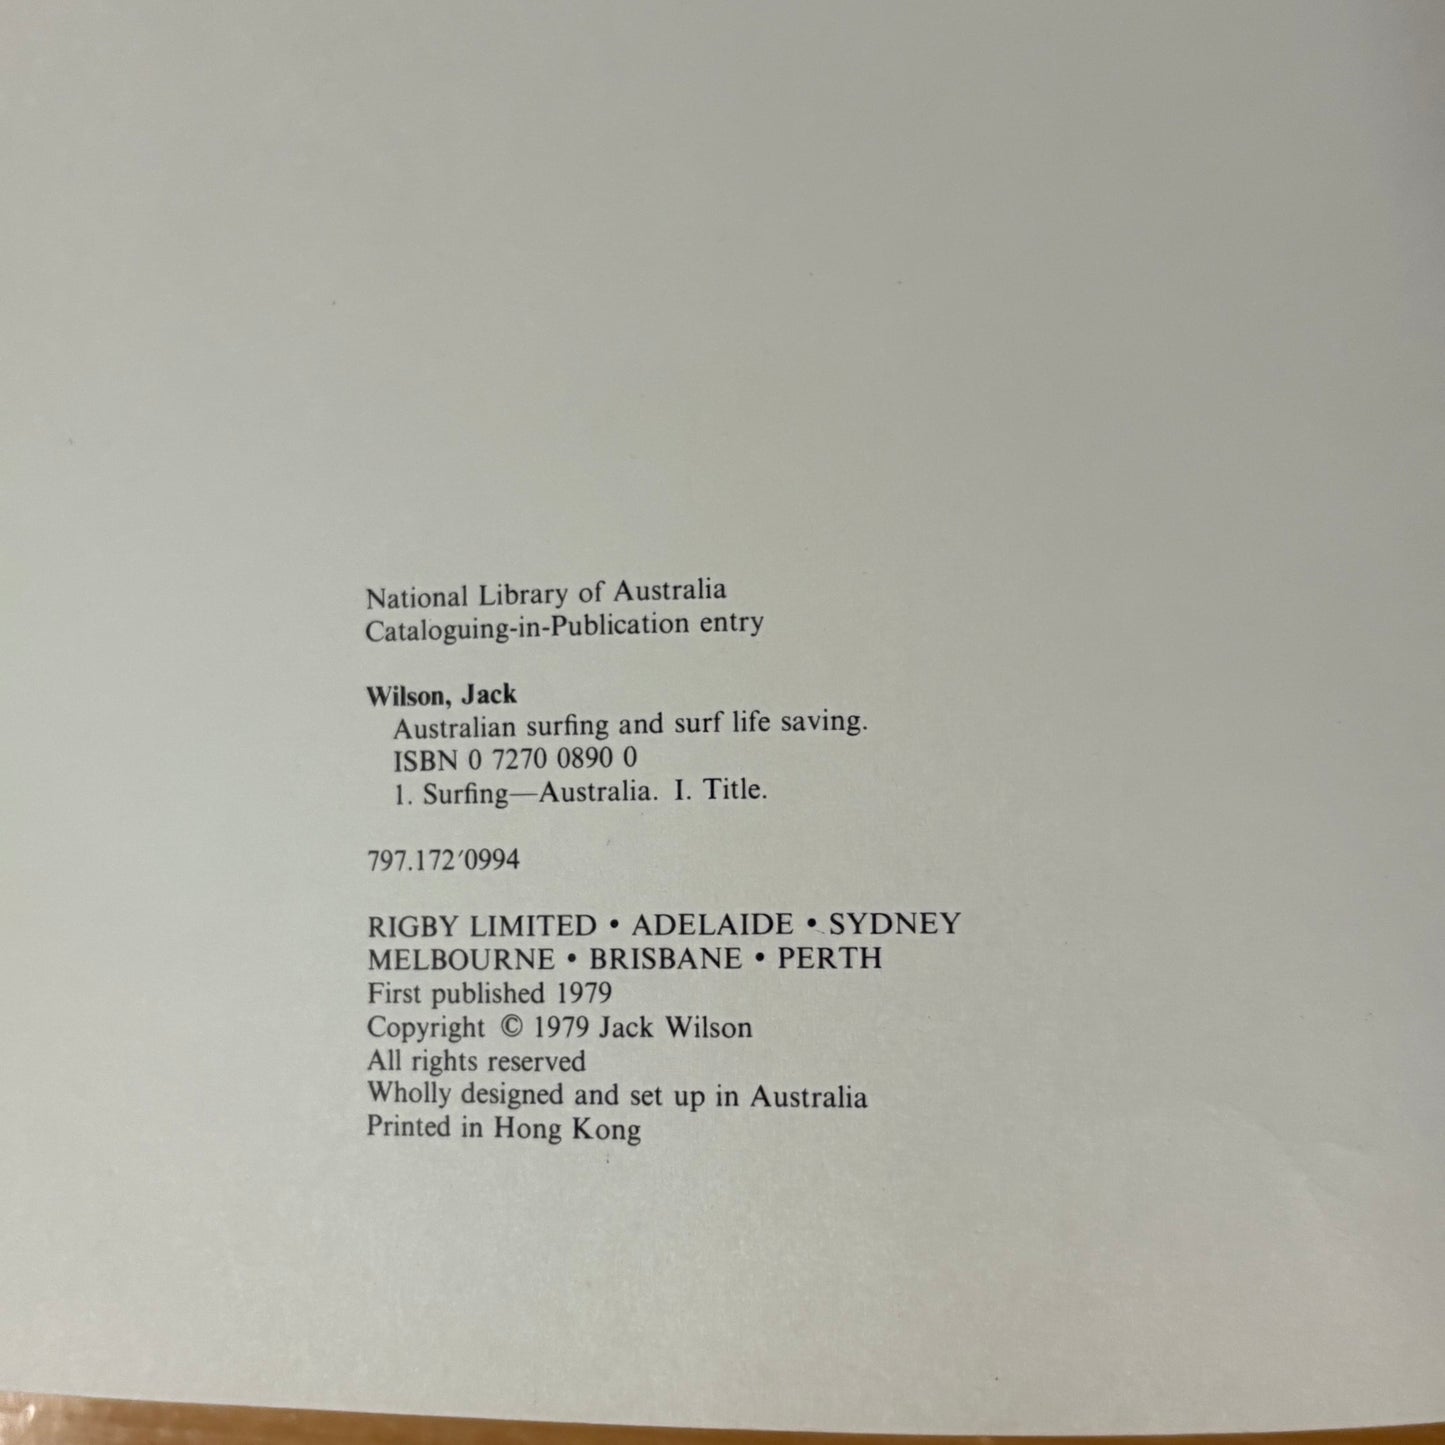 National Library of Australia
Cataloguing-in-Publication entry
Wilson, Jack
Australian surfing and surf life saving.
ISBN 0 7270 0890 0
1. Surfing—Australia. I. Title.
797.172′0994
RIGBY LIMITED • ADELAIDE • SYDNEY
MELBOURNE • BRISBANE • PERTH
First published 1979
Copyright © 1979 Jack Wilson
All rights reserved
Wholly designed and set up in Australia
Printed in Hong Kong